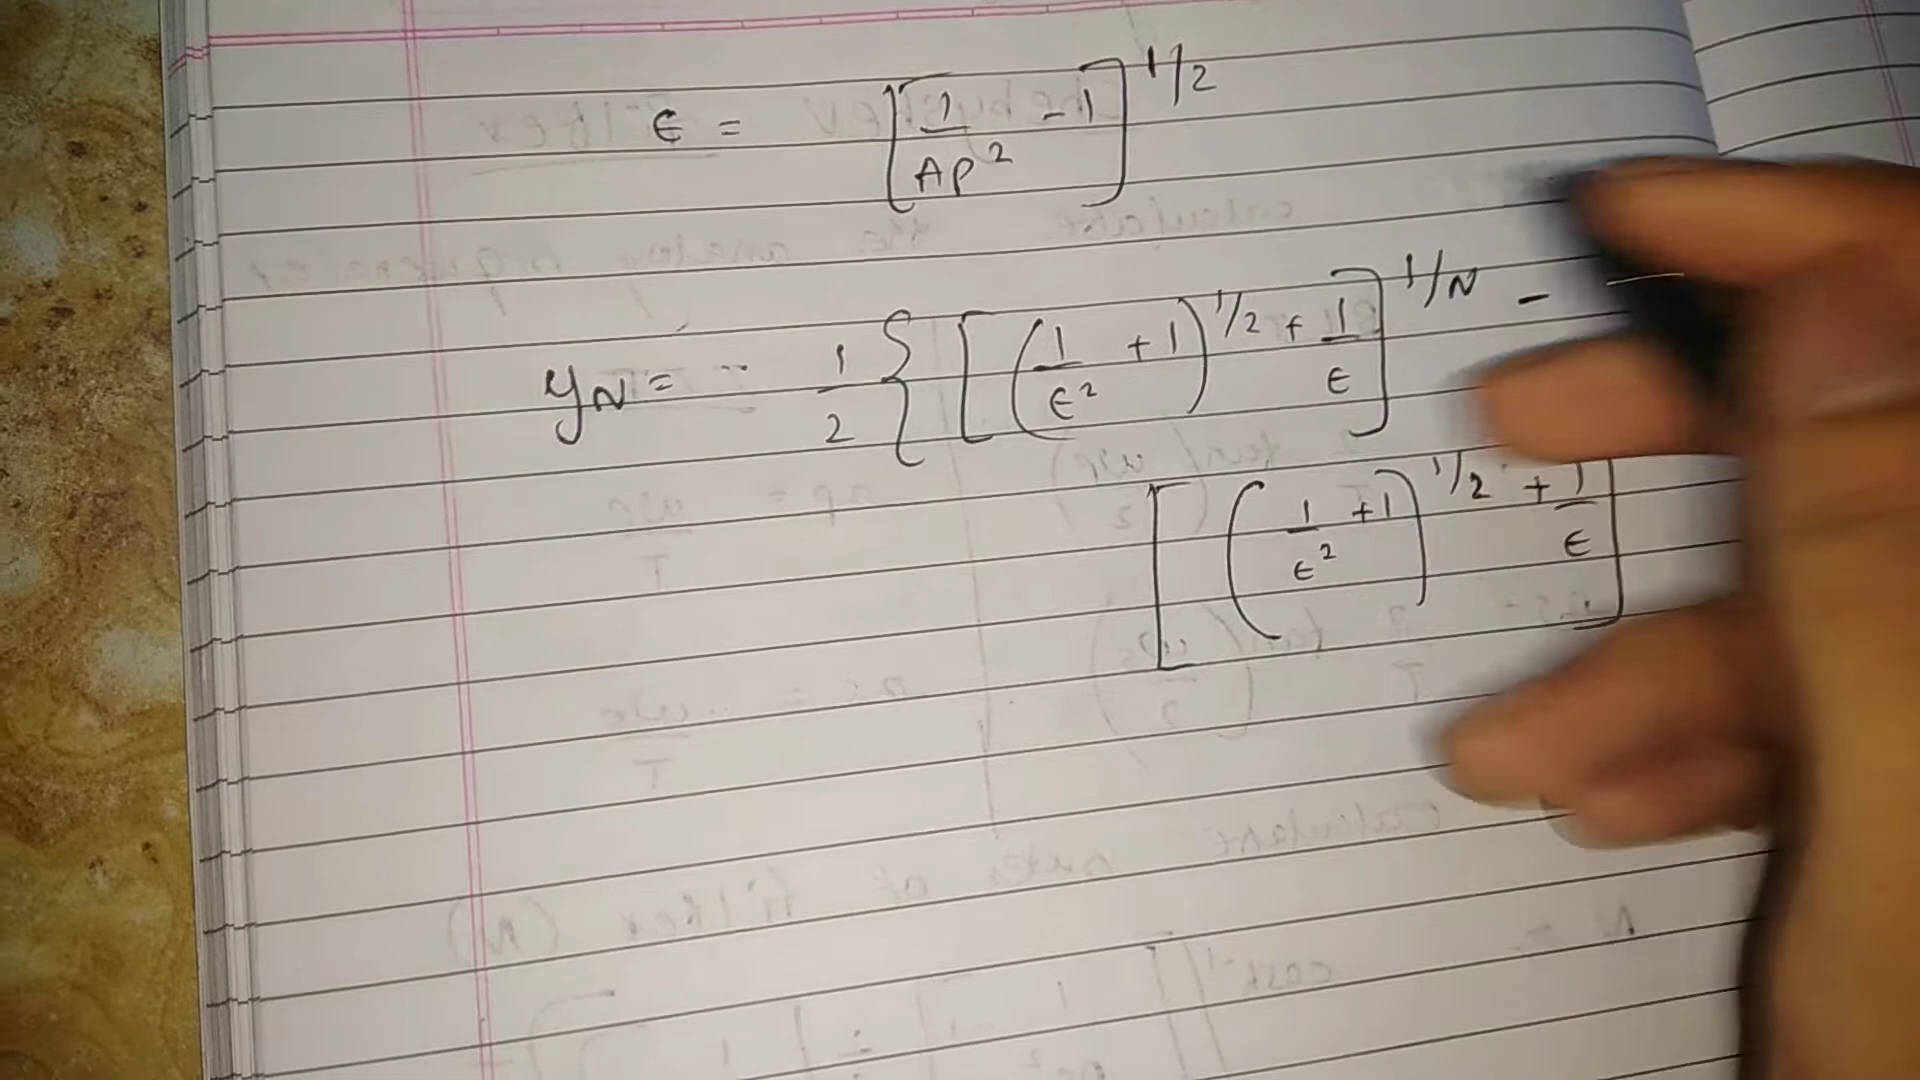 ε = [1/AP² - 1]^1/2
yN = 1/2 { [(1/ε² + 1)^1/2 + 1/ε]^1/N -
[(1/ε² + 1)^1/2 + 1/ε]